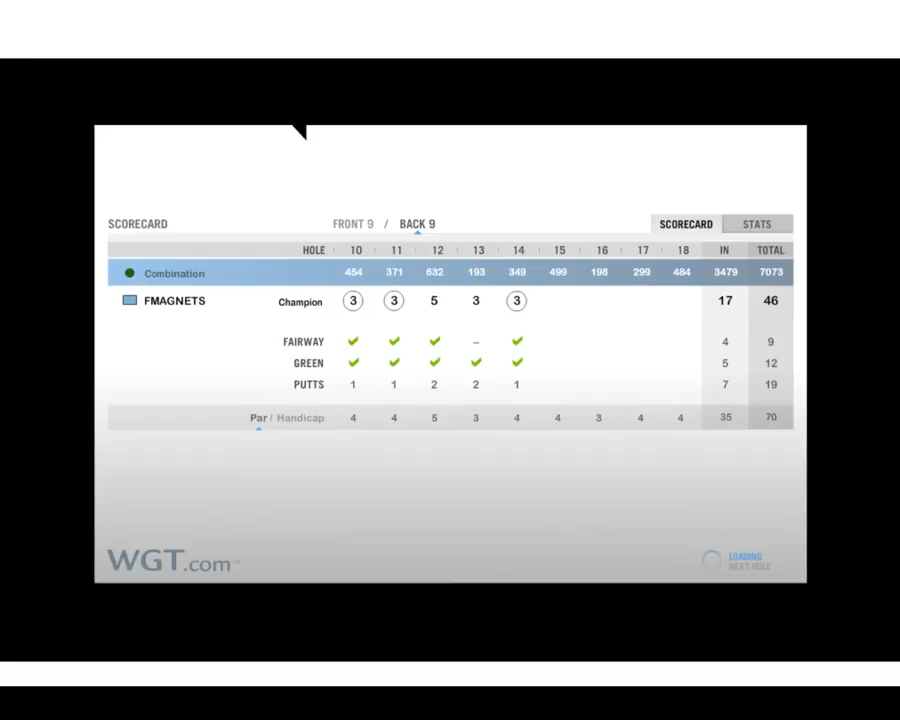 SCORECARD FRONT 9 / BACK 9 SCORECARD STATS
HOLE 10 11 12 13 14 15 16 17 18 IN TOTAL
Combination 454 371 632 193 349 499 198 299 484 3479 7073
FMAGNETS Champion 3 3 5 3 3 17 46
FAIRWAY – 4 9
GREEN 5 12
PUTTS 1 1 2 2 1 7 19
Par / Handicap 4 4 5 3 4 4 3 4 4 35 70
WGT.com
LOADING
NEXT HOLE